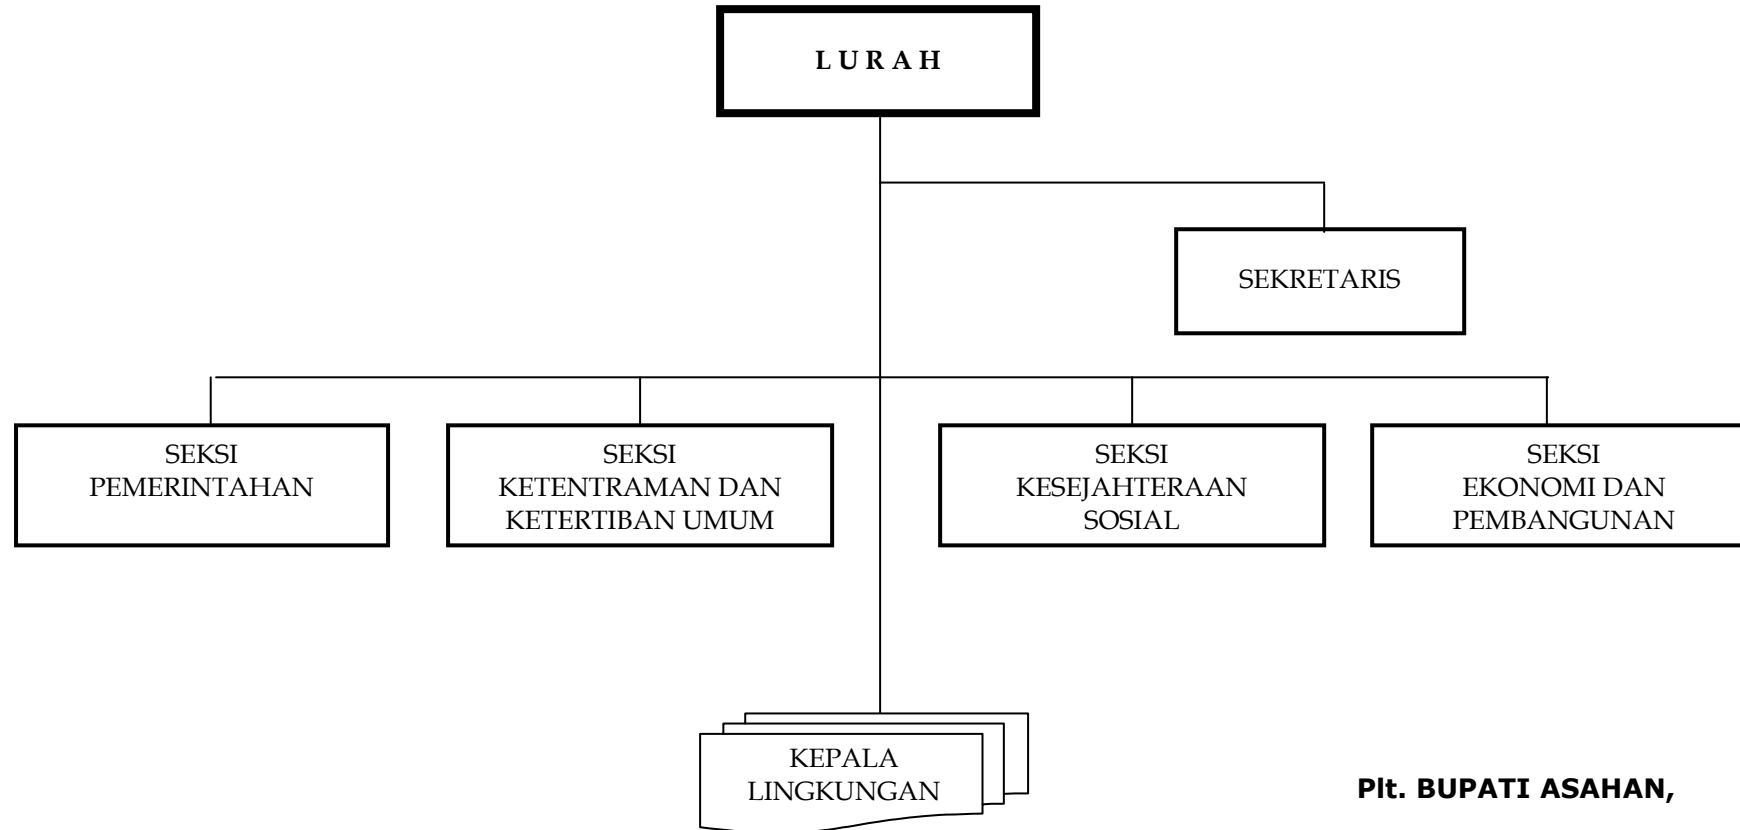 L U R A H
SEKRETARIS
SEKSI
PEMERINTAHAN
SEKSI
KETENTRAMAN DAN
KETERTIBAN UMUM
SEKSI
KESEJAHTERAAN
SOSIAL
SEKSI
EKONOMI DAN
PEMBANGUNAN
KEPALA
LINGKUNGAN
Plt. BUPATI ASAHAN,